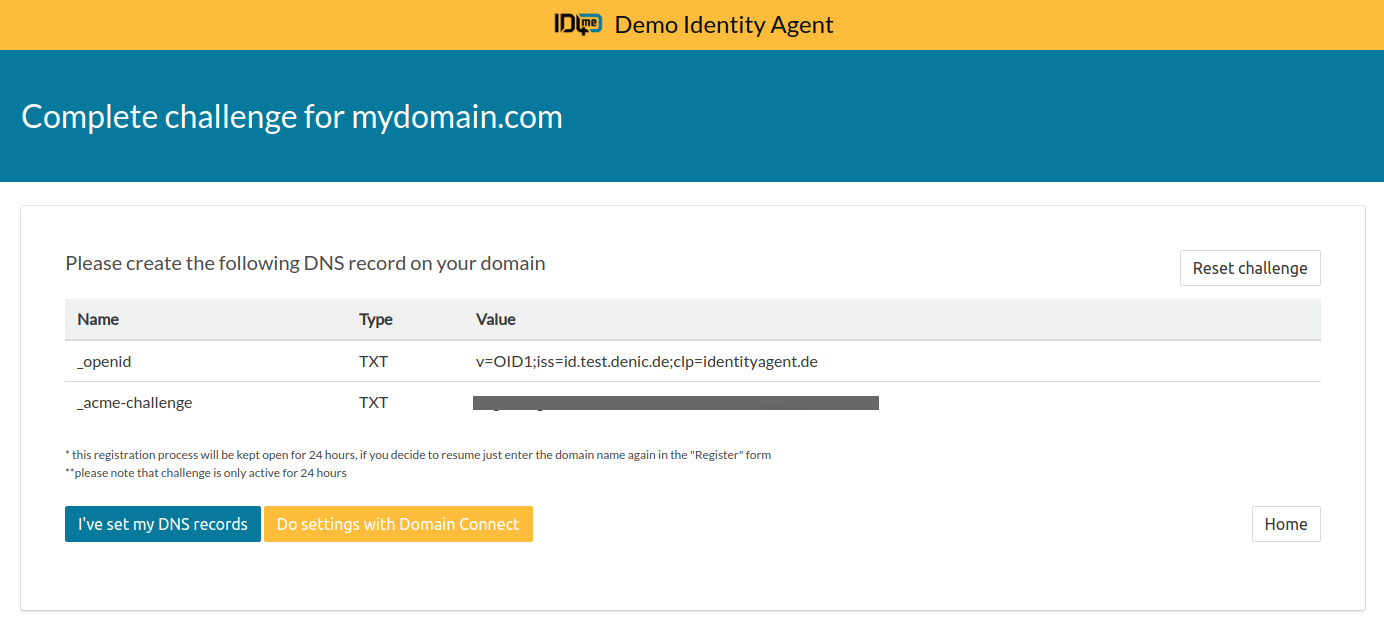 ID4me Demo Identity Agent
Complete challenge for mydomain.com
Please create the following DNS record on your domain
Reset challenge
Name Type Value
_openid TXT v=OID1;iss=id.test.denic.de;clp=identityagent.de
_acme-challenge TXT
* this registration process will be kept open for 24 hours, if you decide to resume just enter the domain name again in the "Register" form
**please note that challenge is only active for 24 hours
I've set my DNS records Do settings with Domain Connect Home